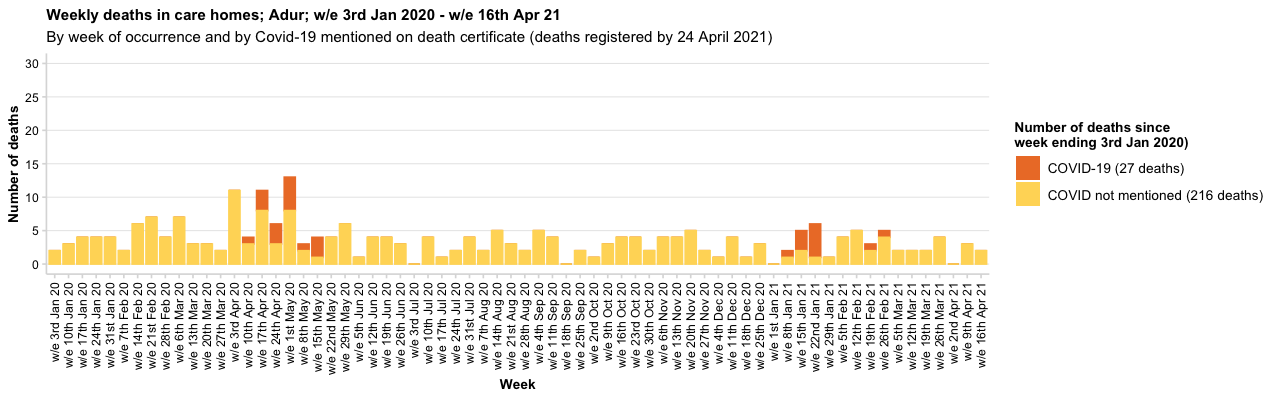 Weekly deaths in care homes; Adur; w/e 3rd Jan 2020 - w/e 16th Apr 21
By week of occurrence and by Covid-19 mentioned on death certificate (deaths registered by 24 April 2021)
Number of deaths
30
25
20
15
10
5
0
w/e 3rd Jan 20
w/e 10th Jan 20
w/e 17th Jan 20
w/e 24th Jan 20
w/e 31st Jan 20
w/e 7th Feb 20
w/e 14th Feb 20
w/e 21st Feb 20
w/e 28th Feb 20
w/e 6th Mar 20
w/e 13th Mar 20
w/e 20th Mar 20
w/e 27th Mar 20
w/e 3rd Apr 20
w/e 10th Apr 20
w/e 17th Apr 20
w/e 24th Apr 20
w/e 1st May 20
w/e 8th May 20
w/e 15th May 20
w/e 22nd May 20
w/e 29th May 20
w/e 5th Jun 20
w/e 12th Jun 20
w/e 19th Jun 20
w/e 26th Jun 20
w/e 3rd Jul 20
w/e 10th Jul 20
w/e 17th Jul 20
w/e 24th Jul 20
w/e 31st Jul 20
w/e 7th Aug 20
w/e 14th Aug 20
w/e 21st Aug 20
w/e 28th Aug 20
w/e 4th Sep 20
w/e 11th Sep 20
w/e 18th Sep 20
w/e 25th Sep 20
w/e 2nd Oct 20
w/e 9th Oct 20
w/e 16th Oct 20
w/e 23rd Oct 20
w/e 30th Oct 20
w/e 6th Nov 20
w/e 13th Nov 20
w/e 20th Nov 20
w/e 27th Nov 20
w/e 4th Dec 20
w/e 11th Dec 20
w/e 18th Dec 20
w/e 25th Dec 20
w/e 1st Jan 21
w/e 8th Jan 21
w/e 15th Jan 21
w/e 22nd Jan 21
w/e 29th Jan 21
w/e 5th Feb 21
w/e 12th Feb 21
w/e 19th Feb 21
w/e 26th Feb 21
w/e 5th Mar 21
w/e 12th Mar 21
w/e 19th Mar 21
w/e 26th Mar 21
w/e 2nd Apr 21
w/e 9th Apr 21
w/e 16th Apr 21
Week
Number of deaths since
week ending 3rd Jan 2020)
COVID-19 (27 deaths)
COVID not mentioned (216 deaths)